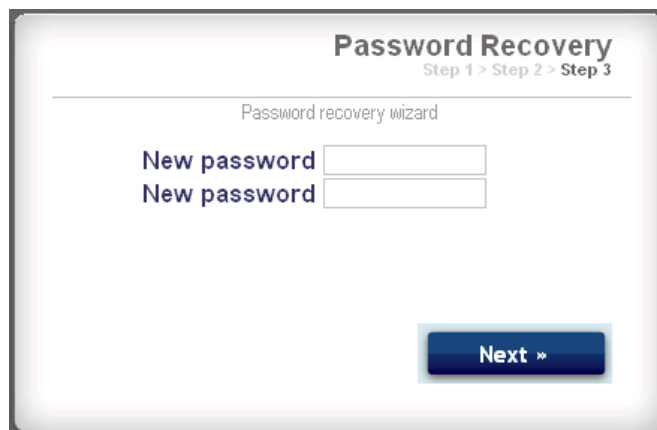 Password Recovery
Step 1 > Step 2 > Step 3
Password recovery wizard
New password
New password
Next »